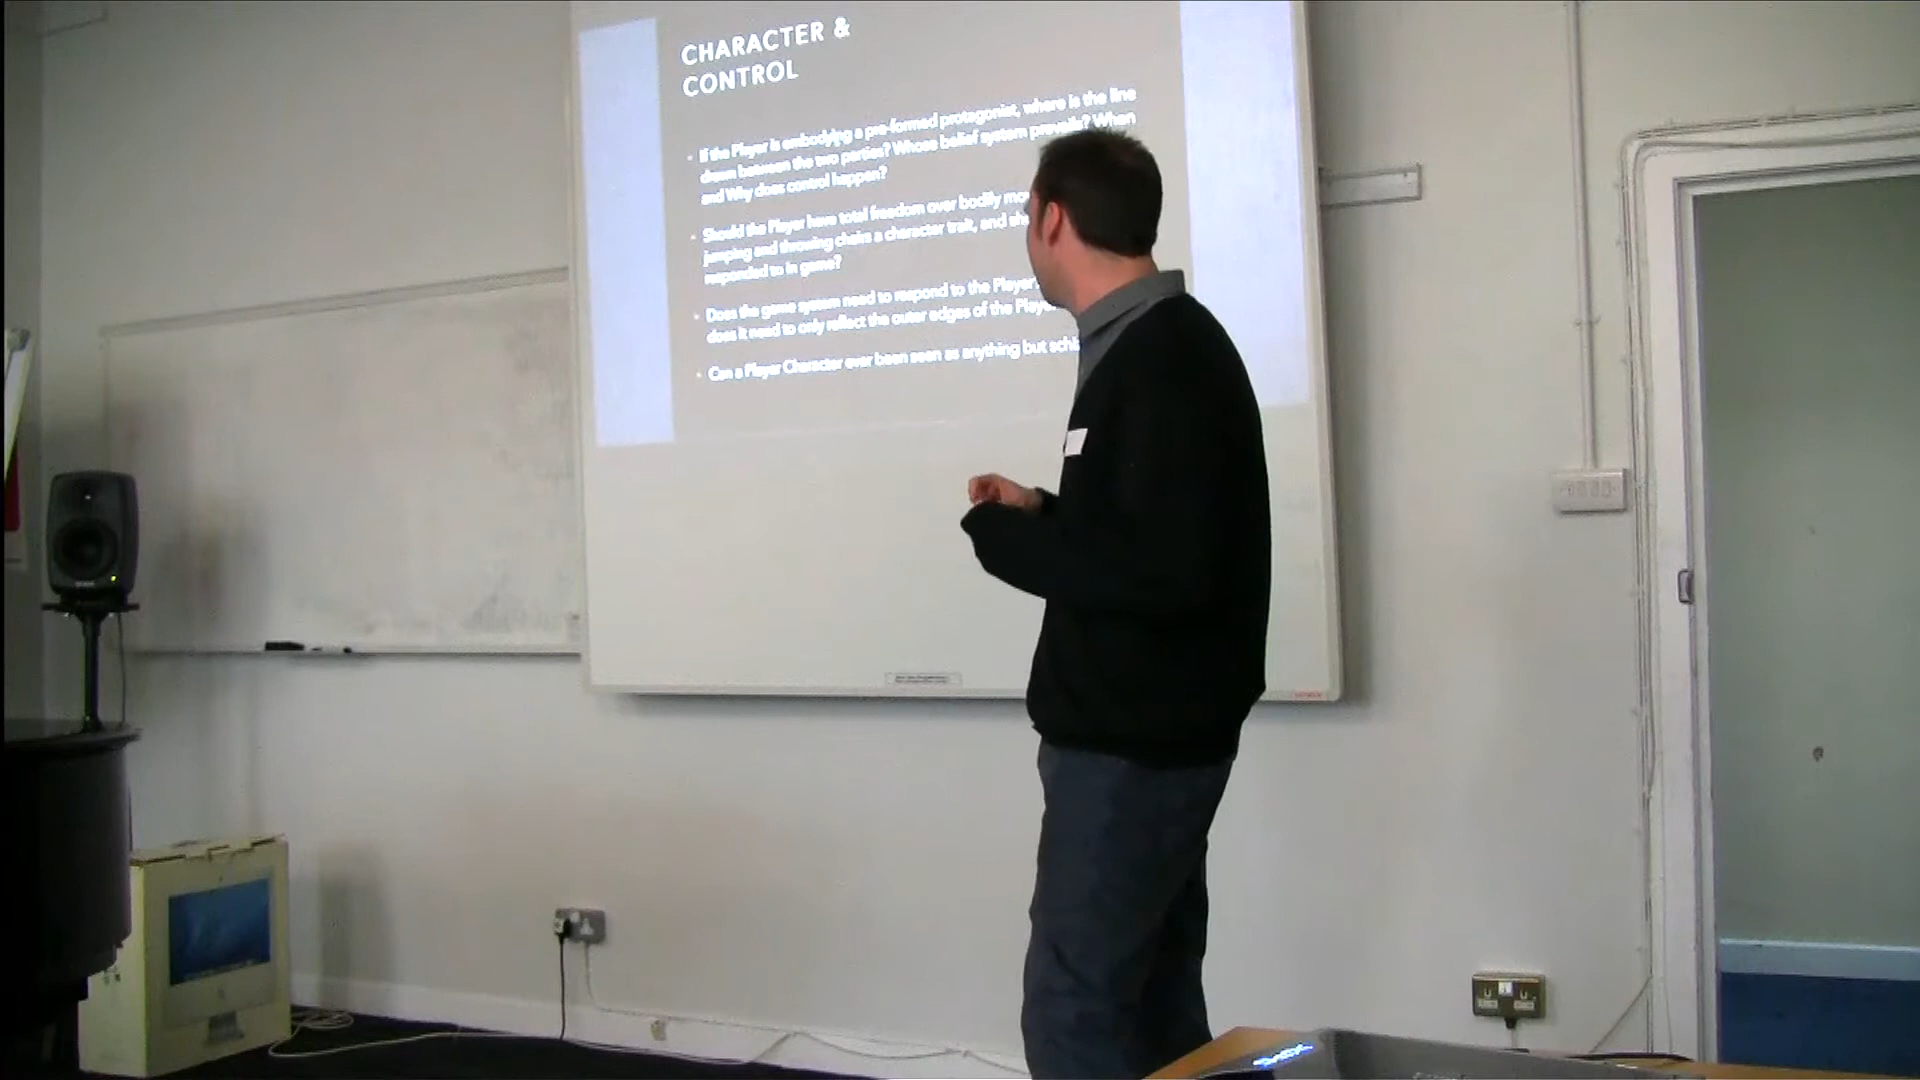 CHARACTER &
CONTROL
If the Player is embodying a pre-formed protagonist, where is the line
drawn between the two parties? Whose belief system prevails? When
and Why does control happen?
Should the Player have total freedom over bodily
jumping and throwing chairs a character trait, and
responded to in game?
Does the game system need to respond to the Player
does it need to only reflect the outer edges of the
Can a Player Character ever been seen as anything but